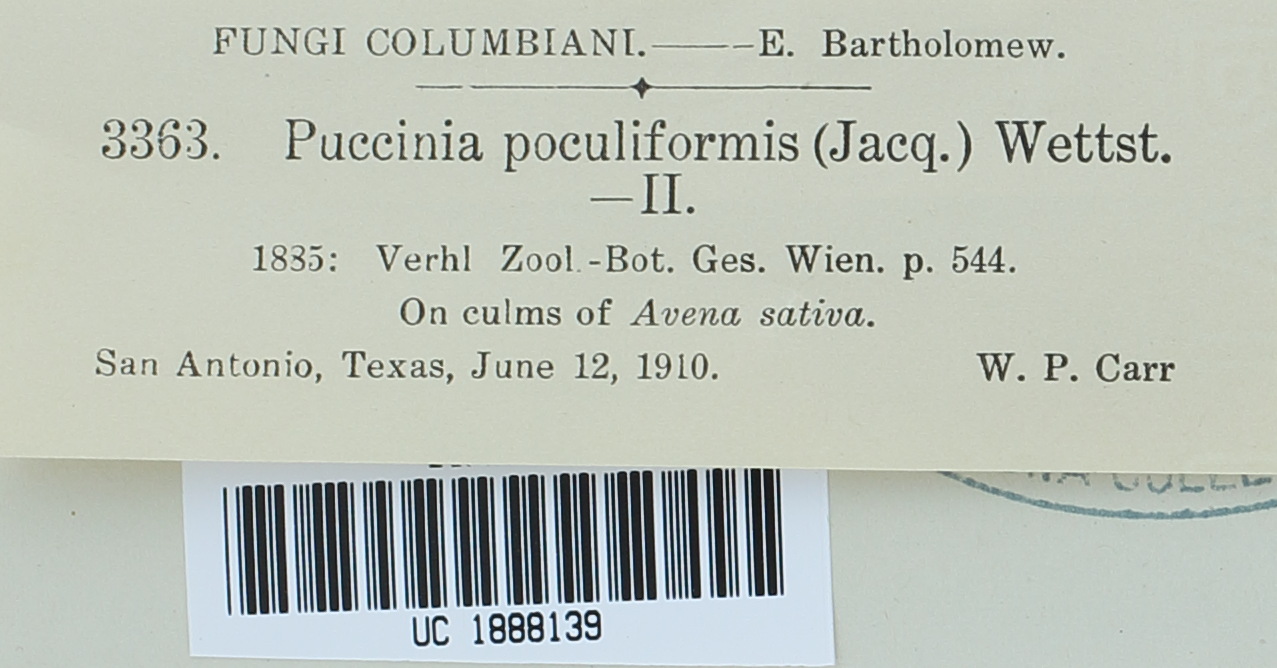 FUNGI COLUMBIANI.———E. Bartholomew.
3363. Puccinia poculiformis (Jacq.) Wettst.
—II.
1885: Verhl Zool.-Bot. Ges. Wien. p. 544.
On culms of Avena sativa.
San Antonio, Texas, June 12, 1910. W. P. Carr
UC 1888139